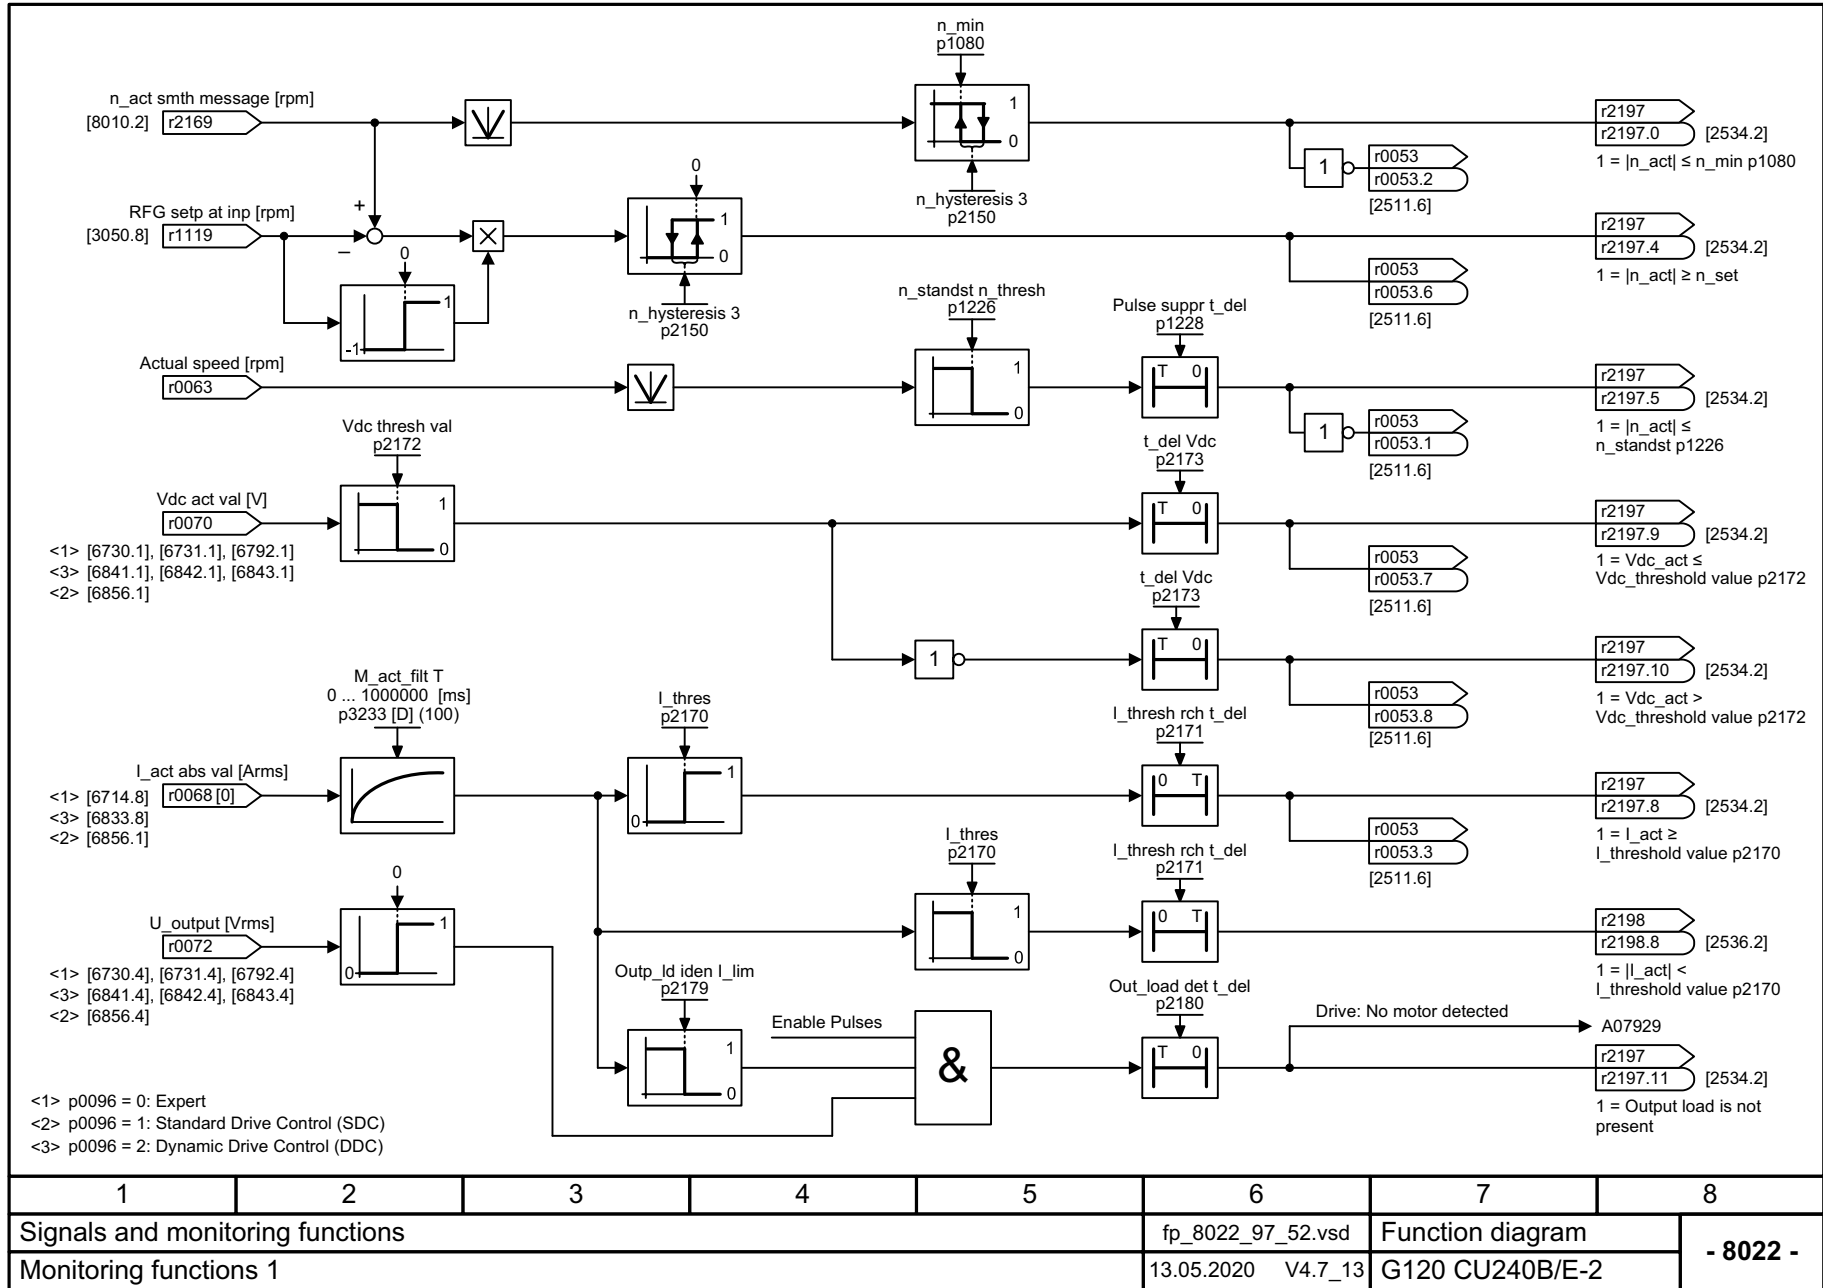 n_min
p1080
n_act smth message [rpm]
[8010.2] r2169
1
0
n_hysteresis 3
p2150
r2197
r2197.0 [2534.2]
1 = |n_act| ≤ n_min p1080
1
r0053
r0053.2
[2511.6]
RFG setp at inp [rpm]
[3050.8] r1119
+
–
0
1
-1
0
1
0
n_hysteresis 3
p2150
r2197
r2197.4 [2534.2]
1 = |n_act| ≥ n_set
r0053
r0053.6
[2511.6]
Actual speed [rpm]
r0063
n_standst n_thresh
p1226
1
0
Pulse suppr t_del
p1228
T 0
r2197
r2197.5 [2534.2]
1 = |n_act| ≤
n_standst p1226
1
r0053
r0053.1
[2511.6]
Vdc thresh val
p2172
Vdc act val [V]
r0070
<1> [6730.1], [6731.1], [6792.1]
<3> [6841.1], [6842.1], [6843.1]
<2> [6856.1]
1
0
t_del Vdc
p2173
T 0
r2197
r2197.9 [2534.2]
1 = Vdc_act ≤
Vdc_threshold value p2172
r0053
r0053.7
[2511.6]
1
t_del Vdc
p2173
T 0
r2197
r2197.10 [2534.2]
1 = Vdc_act >
Vdc_threshold value p2172
r0053
r0053.8
[2511.6]
M_act_filt T
0 ... 1000000 [ms]
p3233 [D] (100)
I_act abs val [Arms]
r0068 [0]
<1> [6714.8]
<3> [6833.8]
<2> [6856.1]
I_thres
p2170
1
0
I_thresh rch t_del
p2171
0 T
r2197
r2197.8 [2534.2]
1 = I_act ≥
I_threshold value p2170
r0053
r0053.3
[2511.6]
I_thres
p2170
1
0
I_thresh rch t_del
p2171
0 T
r2198
r2198.8 [2536.2]
1 = |I_act| <
I_threshold value p2170
U_output [Vrms]
r0072
<1> [6730.4], [6731.4], [6792.4]
<3> [6841.4], [6842.4], [6843.4]
<2> [6856.4]
0
1
0
Outp_ld iden I_lim
p2179
1
0
Enable Pulses
&
Out_load det t_del
p2180
T 0
Drive: No motor detected
A07929
r2197
r2197.11 [2534.2]
1 = Output load is not
present
<1> p0096 = 0: Expert
<2> p0096 = 1: Standard Drive Control (SDC)
<3> p0096 = 2: Dynamic Drive Control (DDC)
1 2 3 4 5 6 7 8
Signals and monitoring functions fp_8022_97_52.vsd Function diagram
- 8022 -
Monitoring functions 1 13.05.2020 V4.7_13 G120 CU240B/E-2